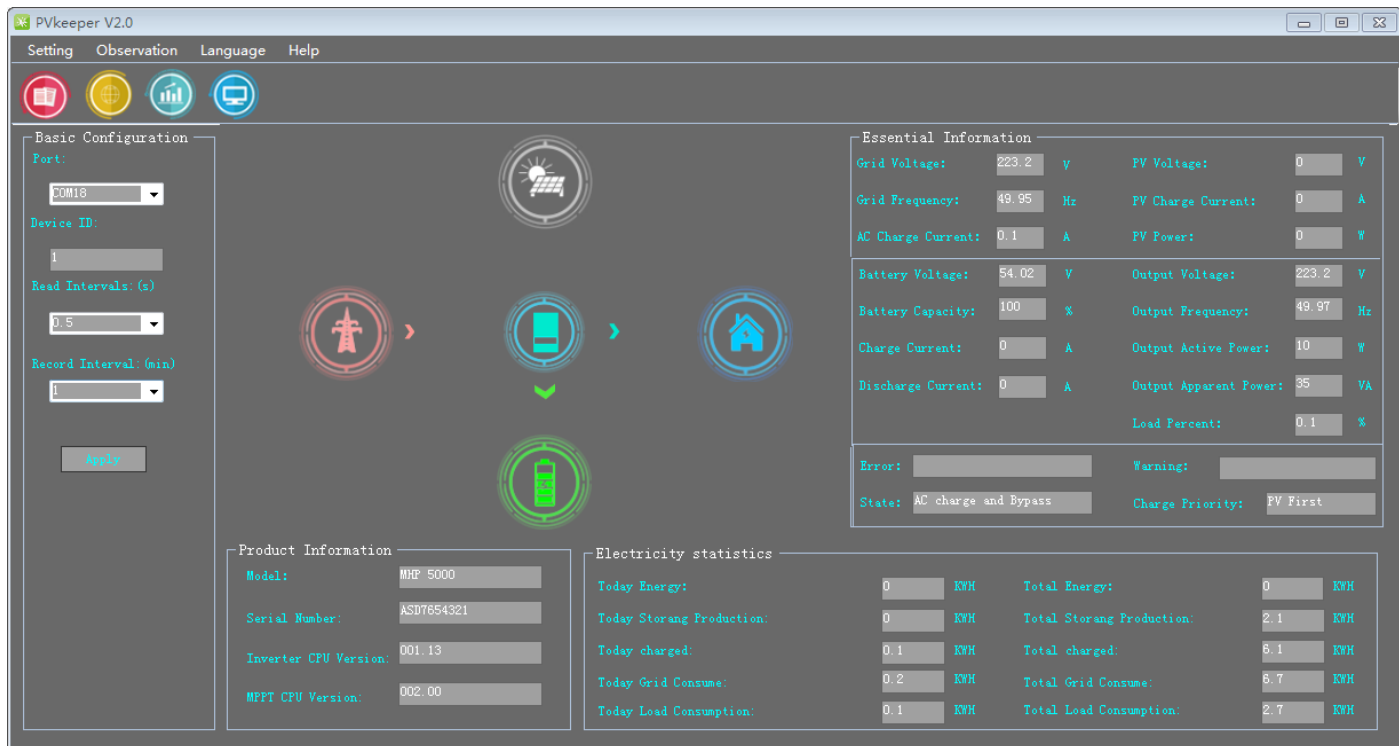 PVkeeper V2.0
Setting Observation Language Help
Basic Configuration
Port:
COM18
Device ID:
1
Read Intervals:(s)
0.5
Record Interval:(min)
1
Apply
Essential Information
Grid Voltage: 223.2 V PV Voltage: 0 V
Grid Frequency: 49.95 Hz PV Charge Current: 0 A
AC Charge Current: 0.1 A PV Power: 0 W
Battery Voltage: 54.02 V Output Voltage: 223.2 V
Battery Capacity: 100 % Output Frequency: 49.97 Hz
Charge Current: 0 A Output Active Power: 10 W
Discharge Current: 0 A Output Apparent Power: 35 VA
Load Percent: 0.1 %
Error: Warning:
State: AC charge and Bypass Charge Priority: PV First
Product Information
Model: MHP 5000
Serial Number: ASD7654321
Inverter CPU Version: 001.13
MPPT CPU Version: 002.00
Electricity statistics
Today Energy: 0 KWH Total Energy: 0 KWH
Today Storang Production: 0 KWH Total Storang Production: 2.1 KWH
Today charged: 0.1 KWH Total charged: 6.1 KWH
Today Grid Consume: 0.2 KWH Total Grid Consume: 6.7 KWH
Today Load Consumption: 0.1 KWH Total Load Consumption: 2.7 KWH